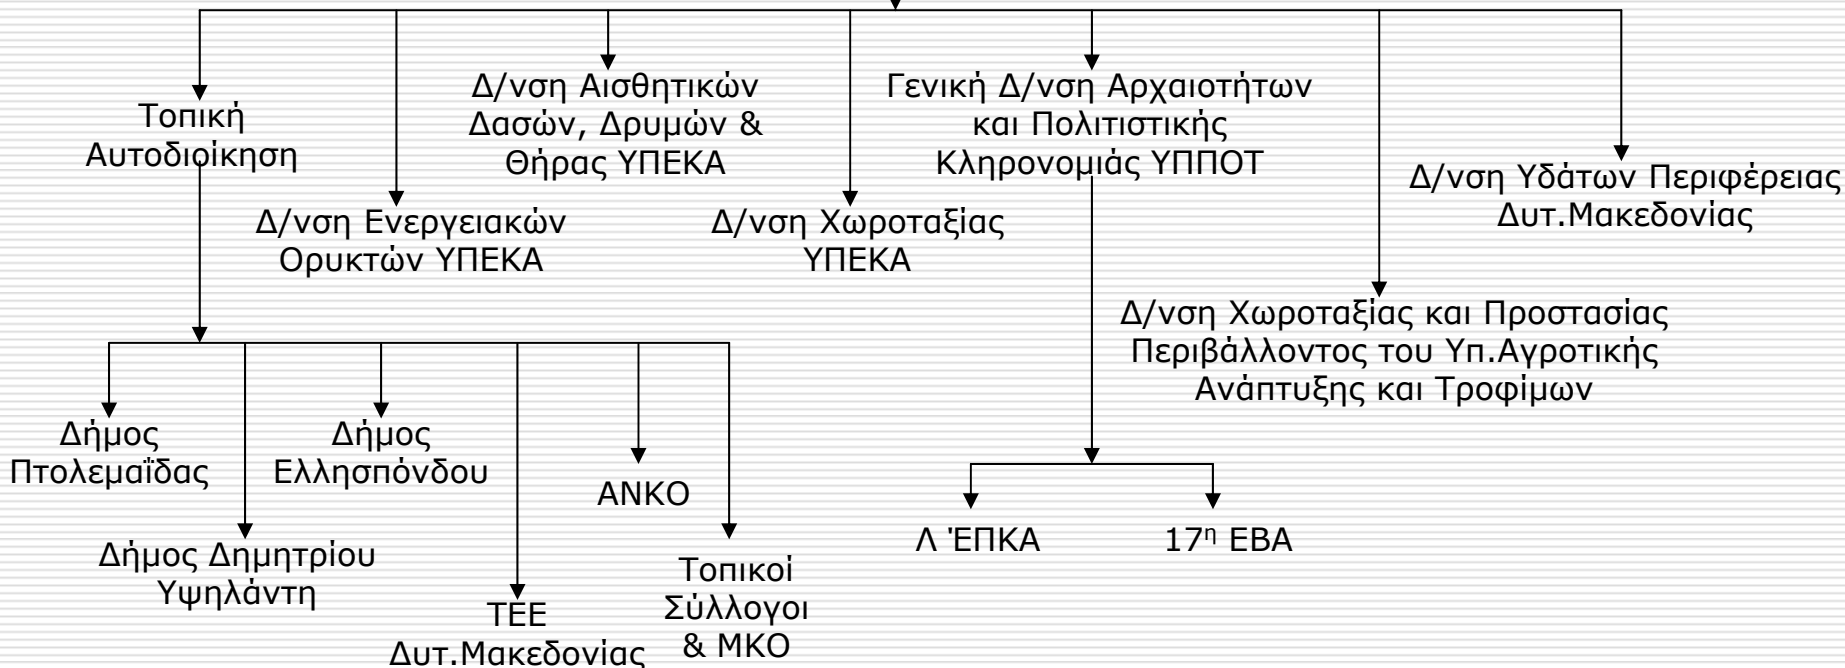 Τοπική
Αυτοδιοίκηση
Δ/νση Ενεργειακών
Ορυκτών ΥΠΕΚΑ
Δ/νση Αισθητικών
Δασών, Δρυμών &
Θήρας ΥΠΕΚΑ
Δ/νση Χωροταξίας
ΥΠΕΚΑ
Γενική Δ/νση Αρχαιοτήτων
και Πολιτιστικής
Κληρονομιάς ΥΠΠΟΤ
Δ/νση Χωροταξίας και Προστασίας
Περιβάλλοντος του Υπ.Αγροτικής
Ανάπτυξης και Τροφίμων
Δ/νση Υδάτων Περιφέρειας
Δυτ.Μακεδονίας
Δήμος
Πτολεμαΐδας
Δήμος Δημητρίου
Υψηλάντη
Δήμος
Ελλησπόνδου
ΤΕΕ
Δυτ.Μακεδονίας
ΑΝΚΟ
Τοπικοί
Σύλλογοι
& ΜΚΟ
Λ ΈΠΚΑ
17η ΕΒΑ